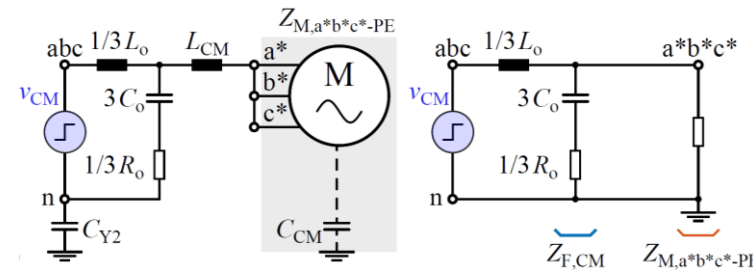 Z_M,a*b*c*-PE
abc 1/3 L_o L_CM a* M b* c*
v_CM 3 C_o
1/3 R_o
n
C_Y2 C_CM
abc 1/3 L_o a*b*c*
v_CM 3 C_o
1/3 R_o
n
Z_F,CM Z_M,a*b*c*-PE